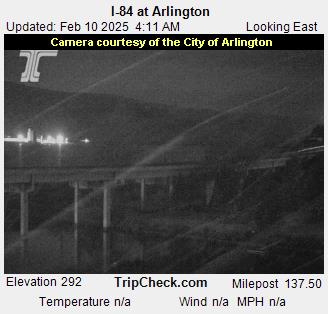 I-84 at Arlington
Updated: Feb 10 2025 4:11 AM Looking East
Camera courtesy of the City of Arlington
Elevation 292 TripCheck.com Milepost 137.50
Temperature n/a Wind n/a MPH n/a